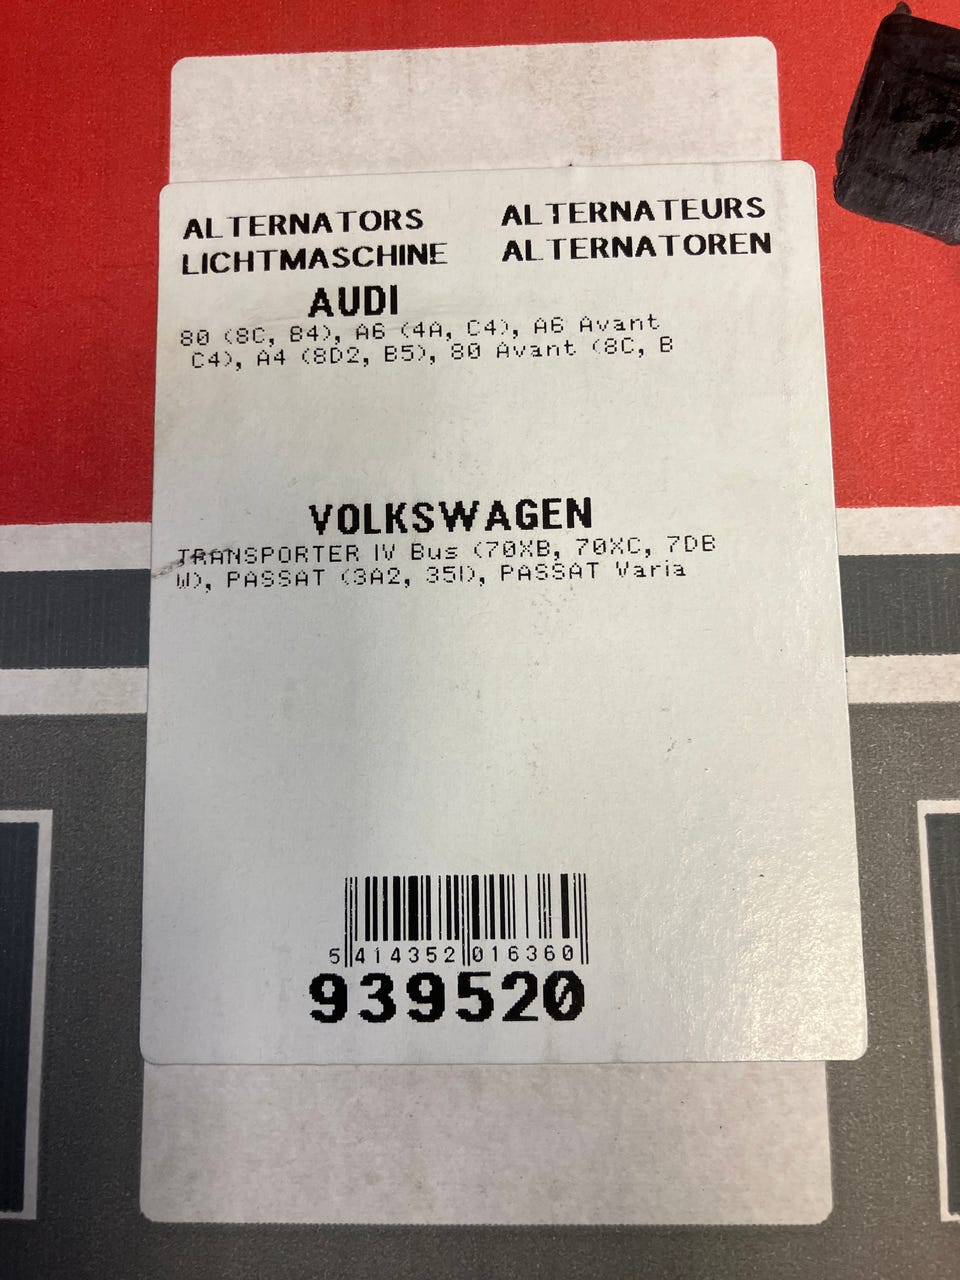 ALTERNATORS ALTERNATEURS
LICHTMASCHINE ALTERNATOREN
AUDI
80 (8C, B4), A6 (4A, C4), A6 Avant
C4), A4 (8D2, B5), 80 Avant (8C, B
VOLKSWAGEN
TRANSPORTER IV Bus (70XB, 70XC, 7DB
W), PASSAT (3A2, 35I), PASSAT Varia
5 414352 016360
939520